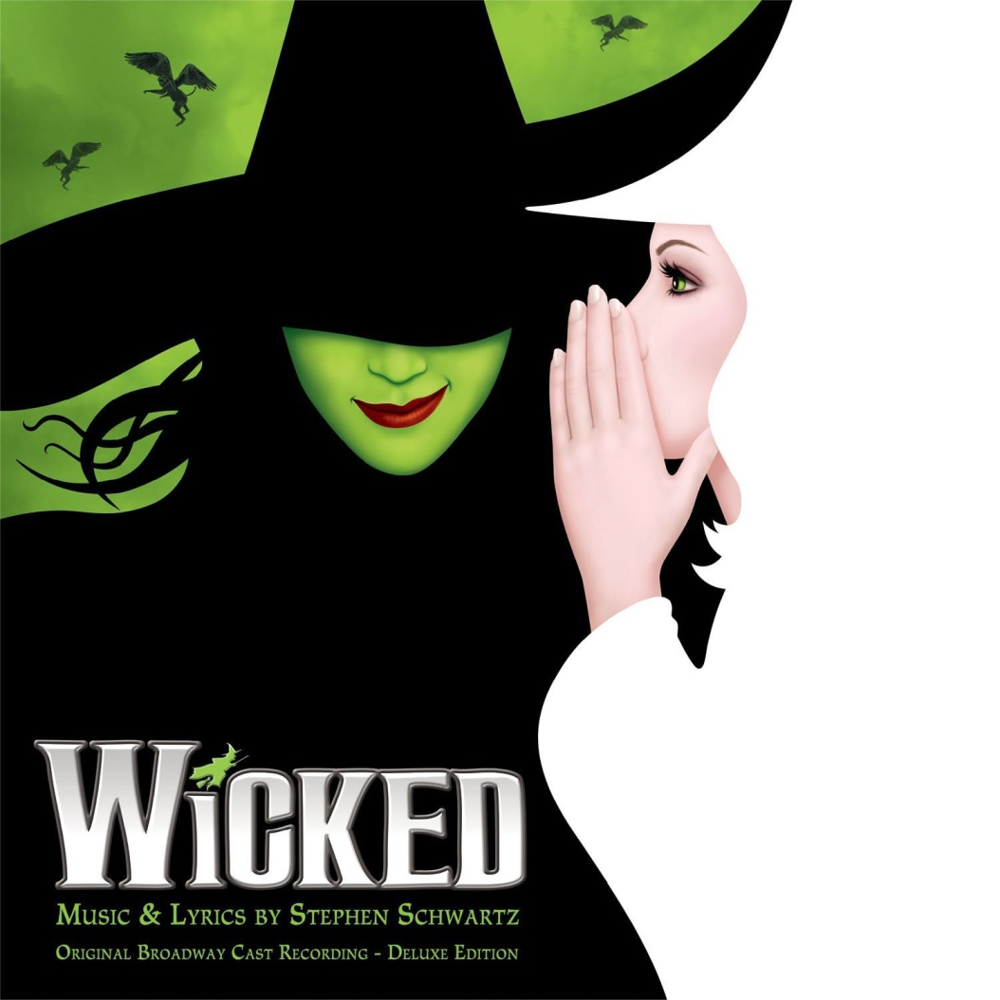 Wicked
Music & Lyrics by Stephen Schwartz
Original Broadway Cast Recording - Deluxe Edition